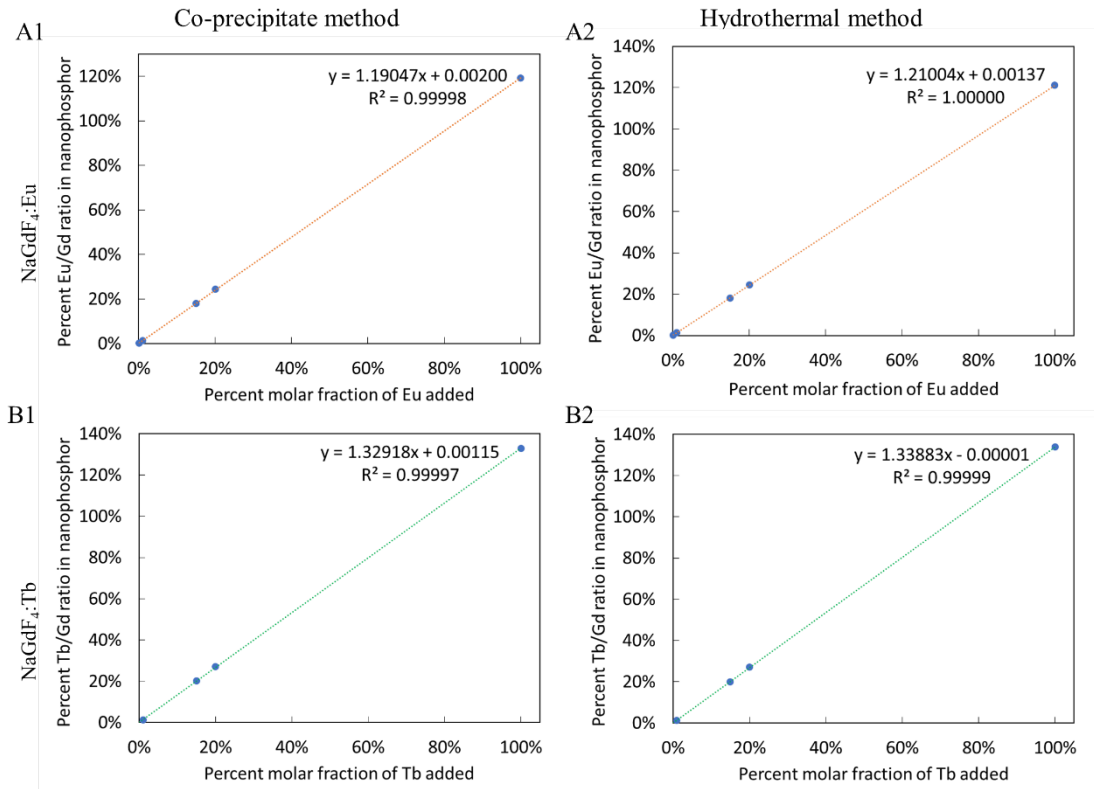 Co-precipitate method
Hydrothermal method
A1
NaGdF₄:Eu
Percent Eu/Gd ratio in nanophosphor
120%
100%
80%
60%
40%
20%
0%
y = 1.19047x + 0.00200
R² = 0.99998
0% 20% 40% 60% 80% 100%
Percent molar fraction of Eu added
A2
Percent Eu/Gd ratio in nanophosphor
140%
120%
100%
80%
60%
40%
20%
0%
y = 1.21004x + 0.00137
R² = 1.00000
0% 20% 40% 60% 80% 100%
Percent molar fraction of Eu added
B1
NaGdF₄:Tb
Percent Tb/Gd ratio in nanophosphor
140%
120%
100%
80%
60%
40%
20%
0%
y = 1.32918x + 0.00115
R² = 0.99997
0% 20% 40% 60% 80% 100%
Percent molar fraction of Tb added
B2
Percent Tb/Gd ratio in nanophosphor
140%
120%
100%
80%
60%
40%
20%
0%
y = 1.33883x - 0.00001
R² = 0.99999
0% 20% 40% 60% 80% 100%
Percent molar fraction of Tb added